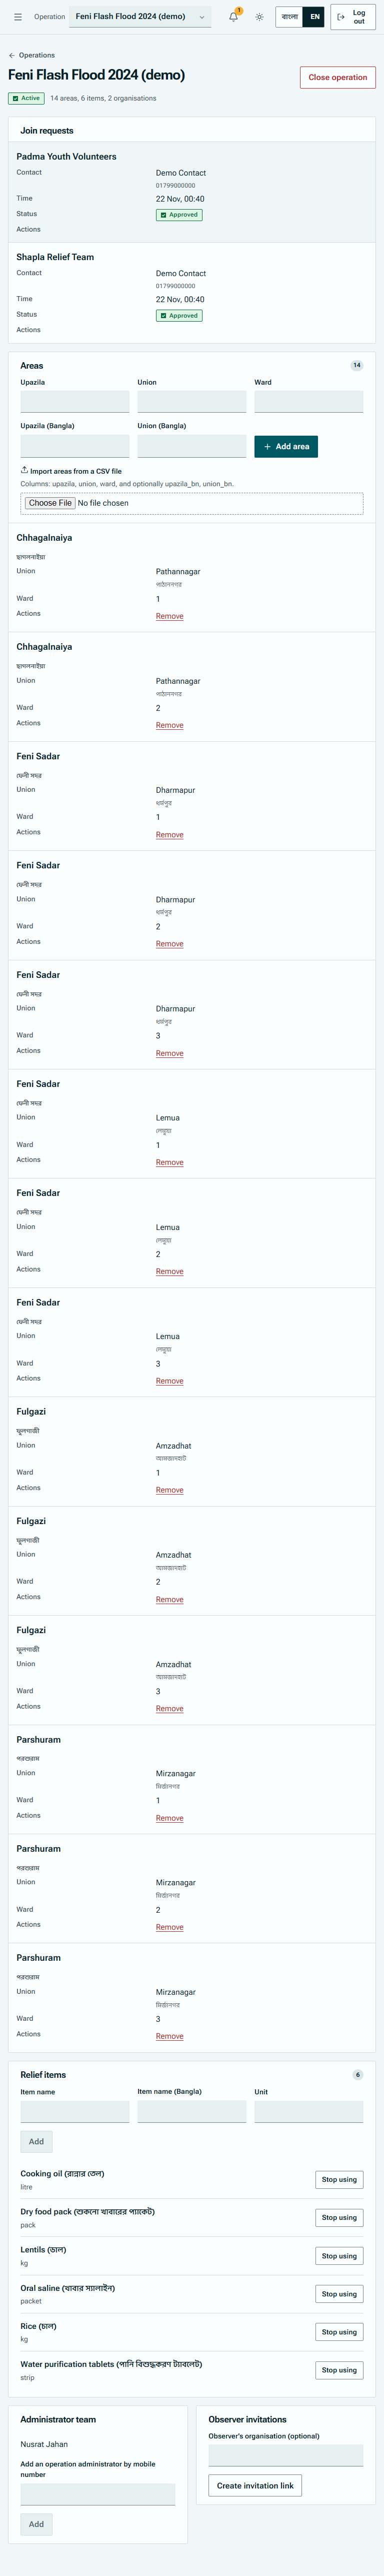 Operation
Feni Flash Flood 2024 (demo)
1
বাংলা
EN
Log out
Operations
Feni Flash Flood 2024 (demo)
Close operation
Active
14 areas, 6 items, 2 organisations
Join requests
Padma Youth Volunteers
Contact
Demo Contact
01799000000
Time
22 Nov, 00:40
Status
Approved
Actions
Shapla Relief Team
Contact
Demo Contact
01799000000
Time
22 Nov, 00:40
Status
Approved
Actions
Areas
14
Upazila
Union
Ward
Upazila (Bangla)
Union (Bangla)
Add area
Import areas from a CSV file
Columns: upazila, union, ward, and optionally upazila_bn, union_bn.
Choose File No file chosen
Chhagalnaiya
ছাগলনাইয়া
Union
Pathannagar
পাঠাননগর
Ward
1
Actions
Remove
Chhagalnaiya
ছাগলনাইয়া
Union
Pathannagar
পাঠাননগর
Ward
2
Actions
Remove
Feni Sadar
ফেনী সদর
Union
Dharmapur
ধর্মপুর
Ward
1
Actions
Remove
Feni Sadar
ফেনী সদর
Union
Dharmapur
ধর্মপুর
Ward
2
Actions
Remove
Feni Sadar
ফেনী সদর
Union
Dharmapur
ধর্মপুর
Ward
3
Actions
Remove
Feni Sadar
ফেনী সদর
Union
Lemua
লেমুয়া
Ward
1
Actions
Remove
Feni Sadar
ফেনী সদর
Union
Lemua
লেমুয়া
Ward
2
Actions
Remove
Feni Sadar
ফেনী সদর
Union
Lemua
লেমুয়া
Ward
3
Actions
Remove
Fulgazi
ফুলগাজী
Union
Amzadhat
আমজাদহাট
Ward
1
Actions
Remove
Fulgazi
ফুলগাজী
Union
Amzadhat
আমজাদহাট
Ward
2
Actions
Remove
Fulgazi
ফুলগাজী
Union
Amzadhat
আমজাদহাট
Ward
3
Actions
Remove
Parshuram
পরশুরাম
Union
Mirzanagar
মির্জানগর
Ward
1
Actions
Remove
Parshuram
পরশুরাম
Union
Mirzanagar
মির্জানগর
Ward
2
Actions
Remove
Parshuram
পরশুরাম
Union
Mirzanagar
মির্জানগর
Ward
3
Actions
Remove
Relief items
6
Item name
Item name (Bangla)
Unit
Add
Cooking oil (রান্নার তেল)
litre
Stop using
Dry food pack (শুকনো খাবারের প্যাকেট)
pack
Stop using
Lentils (ডাল)
kg
Stop using
Oral saline (খাবার স্যালাইন)
packet
Stop using
Rice (চাল)
kg
Stop using
Water purification tablets (পানি বিশুদ্ধকরণ ট্যাবলেট)
strip
Stop using
Administrator team
Nusrat Jahan
Add an operation administrator by mobile
number
Add
Observer invitations
Observer's organisation (optional)
Create invitation link